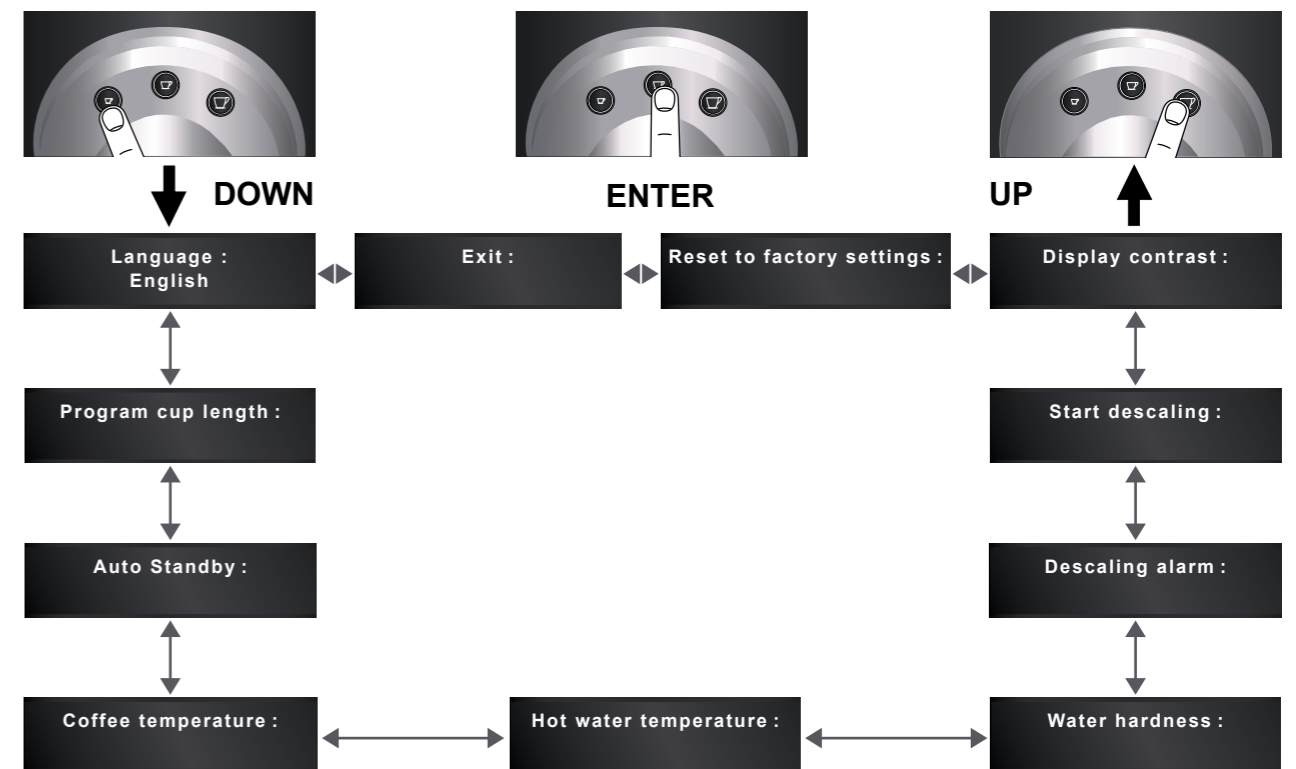 DOWN
ENTER
UP
Language :
English
Exit :
Reset to factory settings :
Display contrast :
Program cup length :
Start descaling :
Auto Standby :
Descaling alarm :
Coffee temperature :
Hot water temperature :
Water hardness :